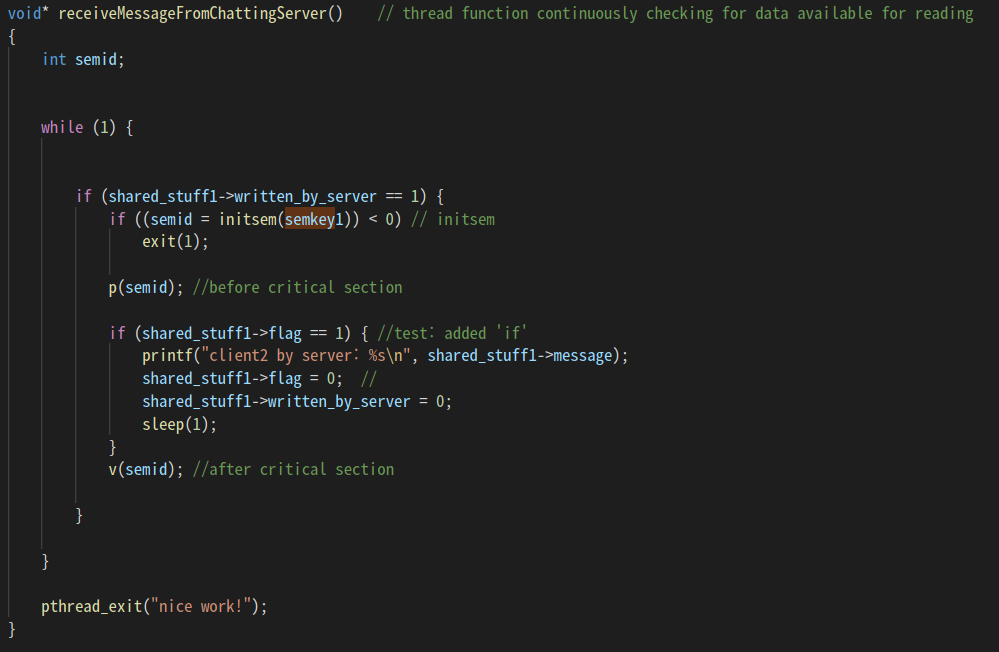 void* receiveMessageFromChattingServer()    // thread function continuously checking for data available for reading
{
    int semid;
    while (1) {
        if (shared_stuff1->written_by_server == 1) {
            if ((semid = initsem(semkey1)) < 0) // initsem
                exit(1);
            p(semid); //before critical section
            if (shared_stuff1->flag == 1) { //test: added 'if'
                printf("client2 by server: %s\n", shared_stuff1->message);
                shared_stuff1->flag = 0;  //
                shared_stuff1->written_by_server = 0;
                sleep(1);
            }
            v(semid); //after critical section
        }
    }
    pthread_exit("nice work!");
}